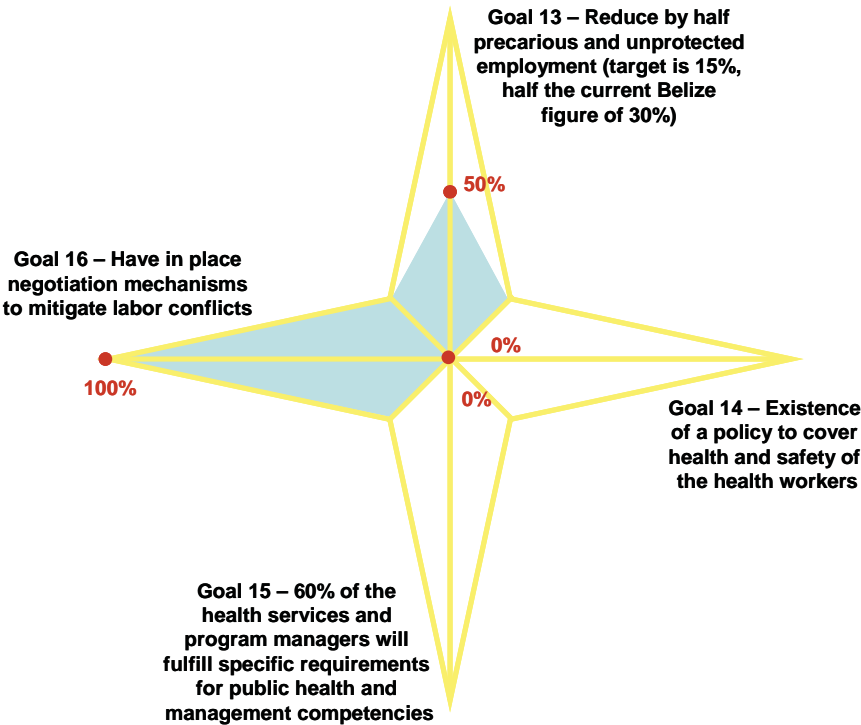 Goal 13 – Reduce by half
precarious and unprotected
employment (target is 15%,
half the current Belize
figure of 30%)
50%
Goal 16 – Have in place
negotiation mechanisms
to mitigate labor conflicts
100%
0%
0%
Goal 14 – Existence
of a policy to cover
health and safety of
the health workers
Goal 15 – 60% of the
health services and
program managers will
fulfill specific requirements
for public health and
management competencies